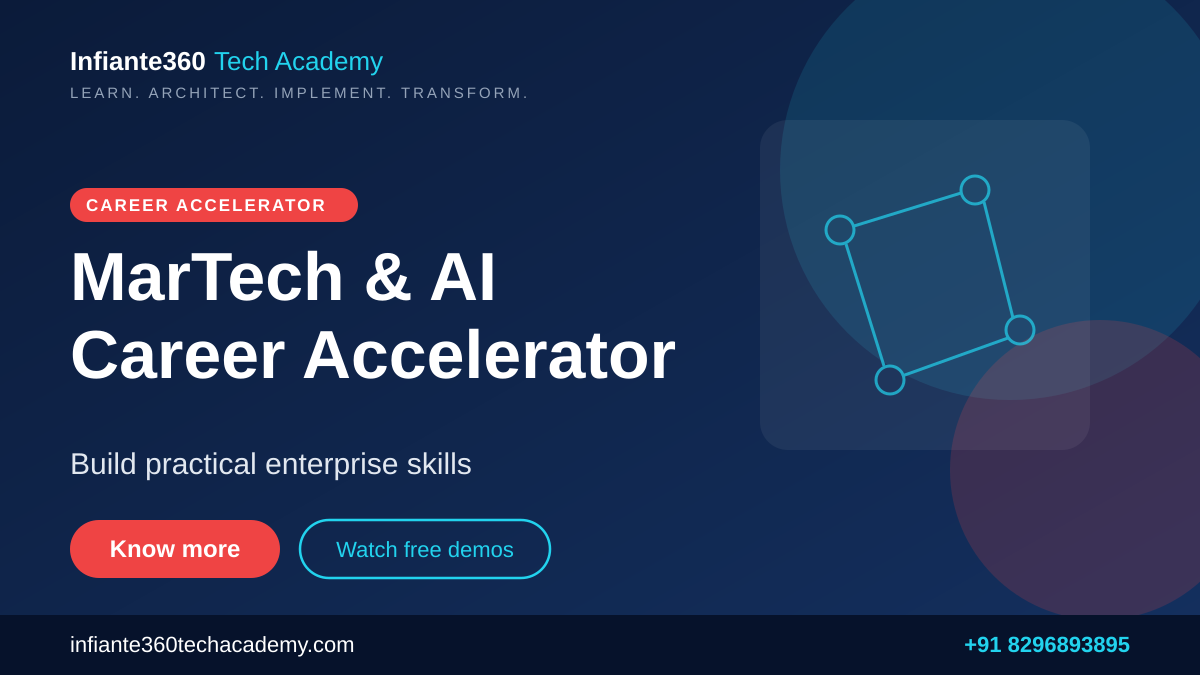 Infiante360 Tech Academy
LEARN. ARCHITECT. IMPLEMENT. TRANSFORM.
CAREER ACCELERATOR
MarTech & AI
Career Accelerator
Build practical enterprise skills
Know more
Watch free demos
infiante360techacademy.com
+91 8296893895